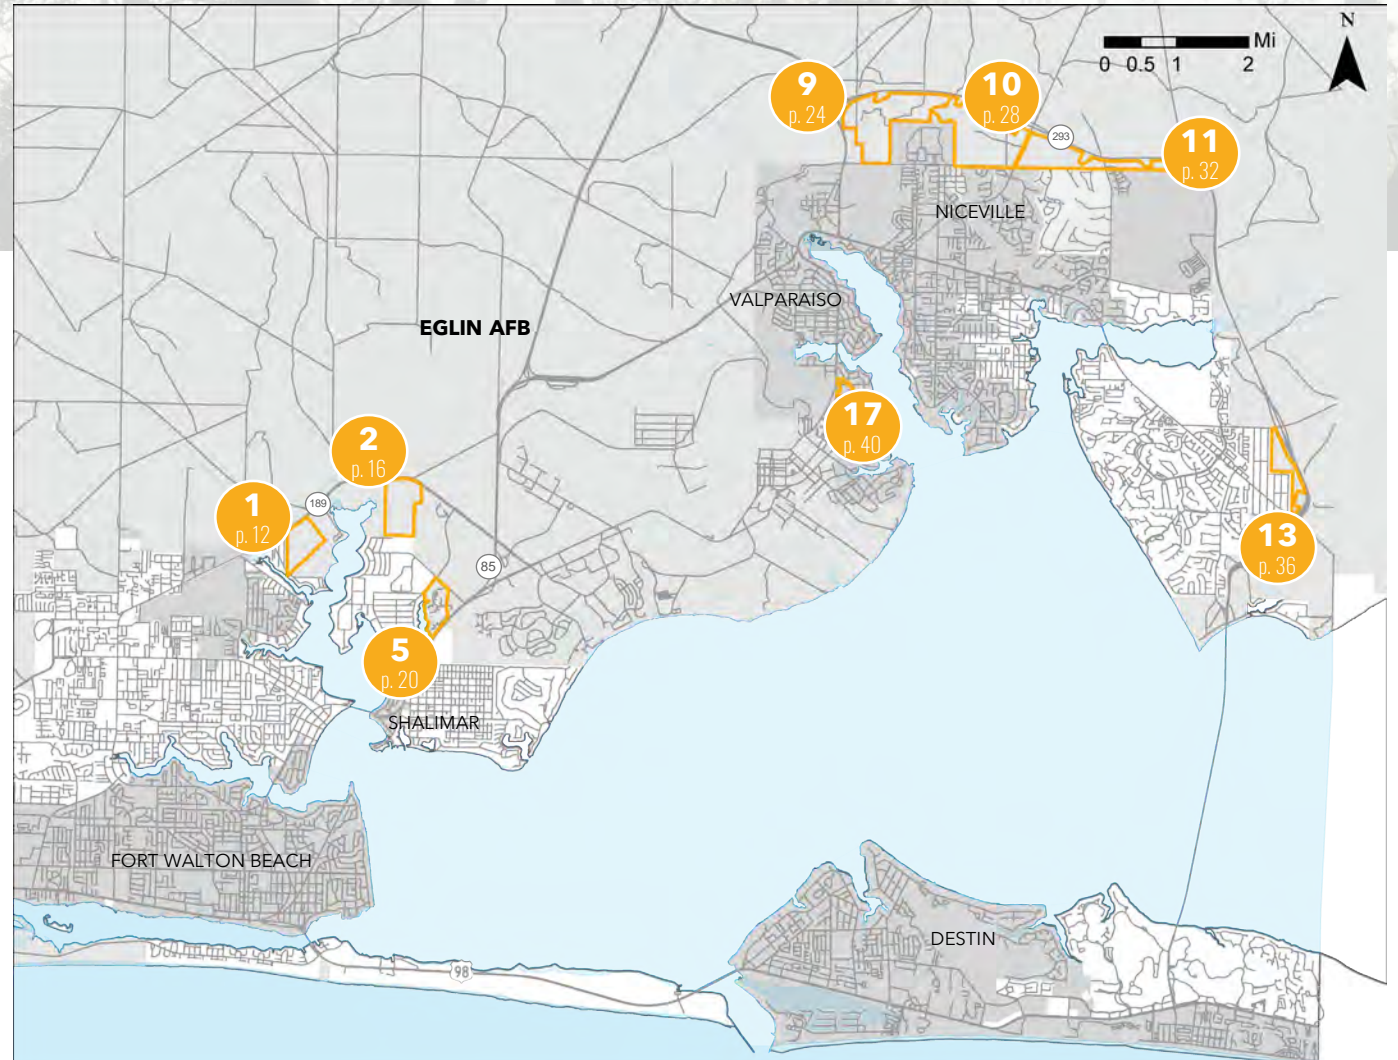 N
Mi
0 0.5 1 2
9
p. 24
10
p. 28
293
11
p. 32
NICEVILLE
VALPARAISO
EGLIN AFB
17
p. 40
2
p. 16
1
p. 12
189
13
p. 36
85
5
p. 20
SHALIMAR
FORT WALTON BEACH
DESTIN
98